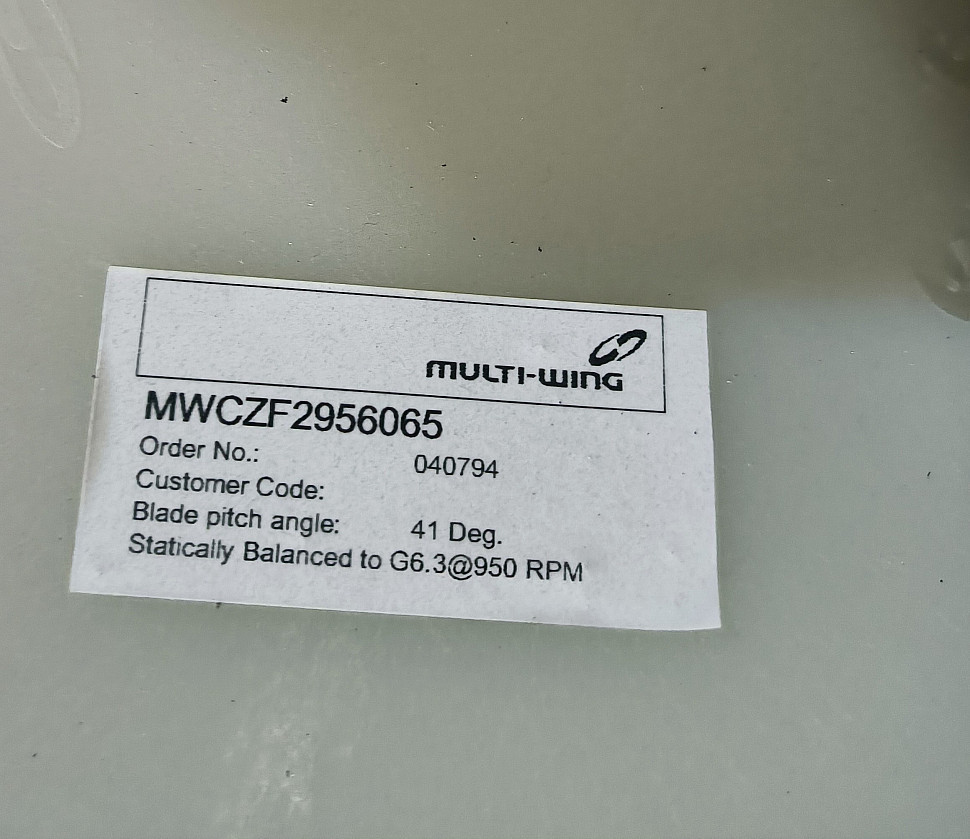 MULTI-WING
MWCZF2956065
Order No.: 040794
Customer Code:
Blade pitch angle: 41 Deg.
Statically Balanced to G6.3@950 RPM